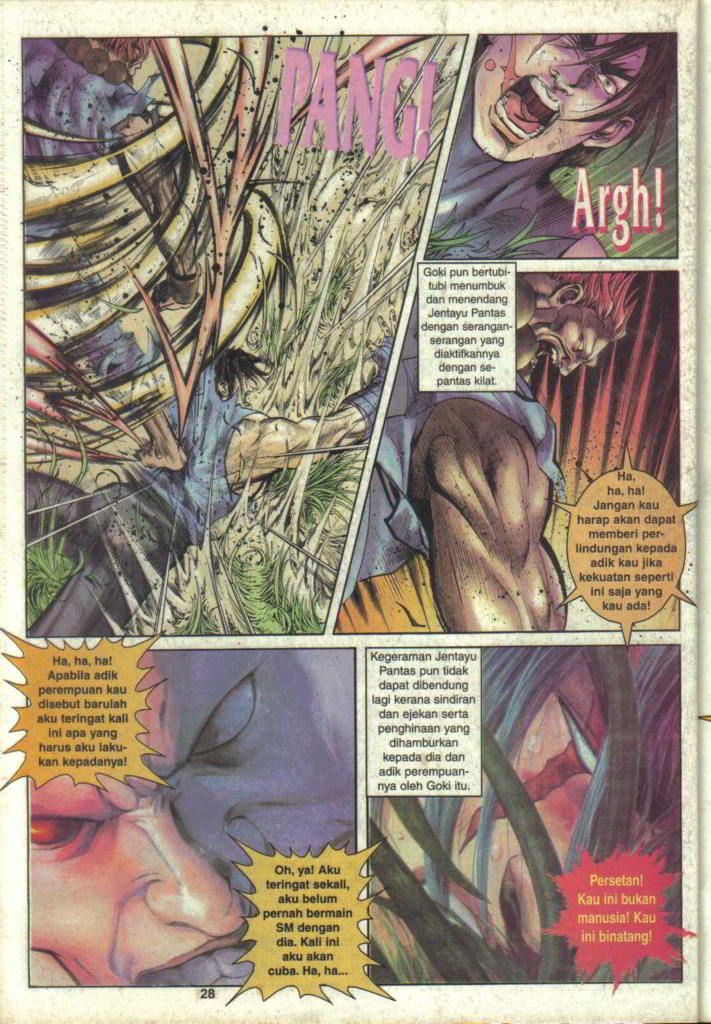 PANG!
Argh!
Goki pun bertubi-
tubi menumbuk
dan menendang
Jentayu Pantas
dengan serangan-
serangan yang
diaktifkannya
dengan se-
pantas kilat.
Ha,
ha, ha!
Jangan kau
harap akan dapat
memberi per-
lindungan kepada
adik kau jika
kekuatan seperti
ini saja yang
kau ada!
Ha, ha, ha!
Apabila adik
perempuan kau
disebut barulah
aku teringat kali
ini apa yang
harus aku laku-
kan kepadanya!
Oh, ya! Aku
teringat sekali,
aku belum
pernah bermain
SM dengan
dia. Kali ini
aku akan
cuba. Ha, ha...
Kegeraman Jentayu
Pantas pun tidak
dapat dibendung
lagi kerana sindiran
dan ejekan serta
penghinaan yang
dihamburkan
kepada dia dan
adik perempuan-
nya oleh Goki itu.
Persetan!
Kau ini bukan
manusia! Kau
ini binatang!
28